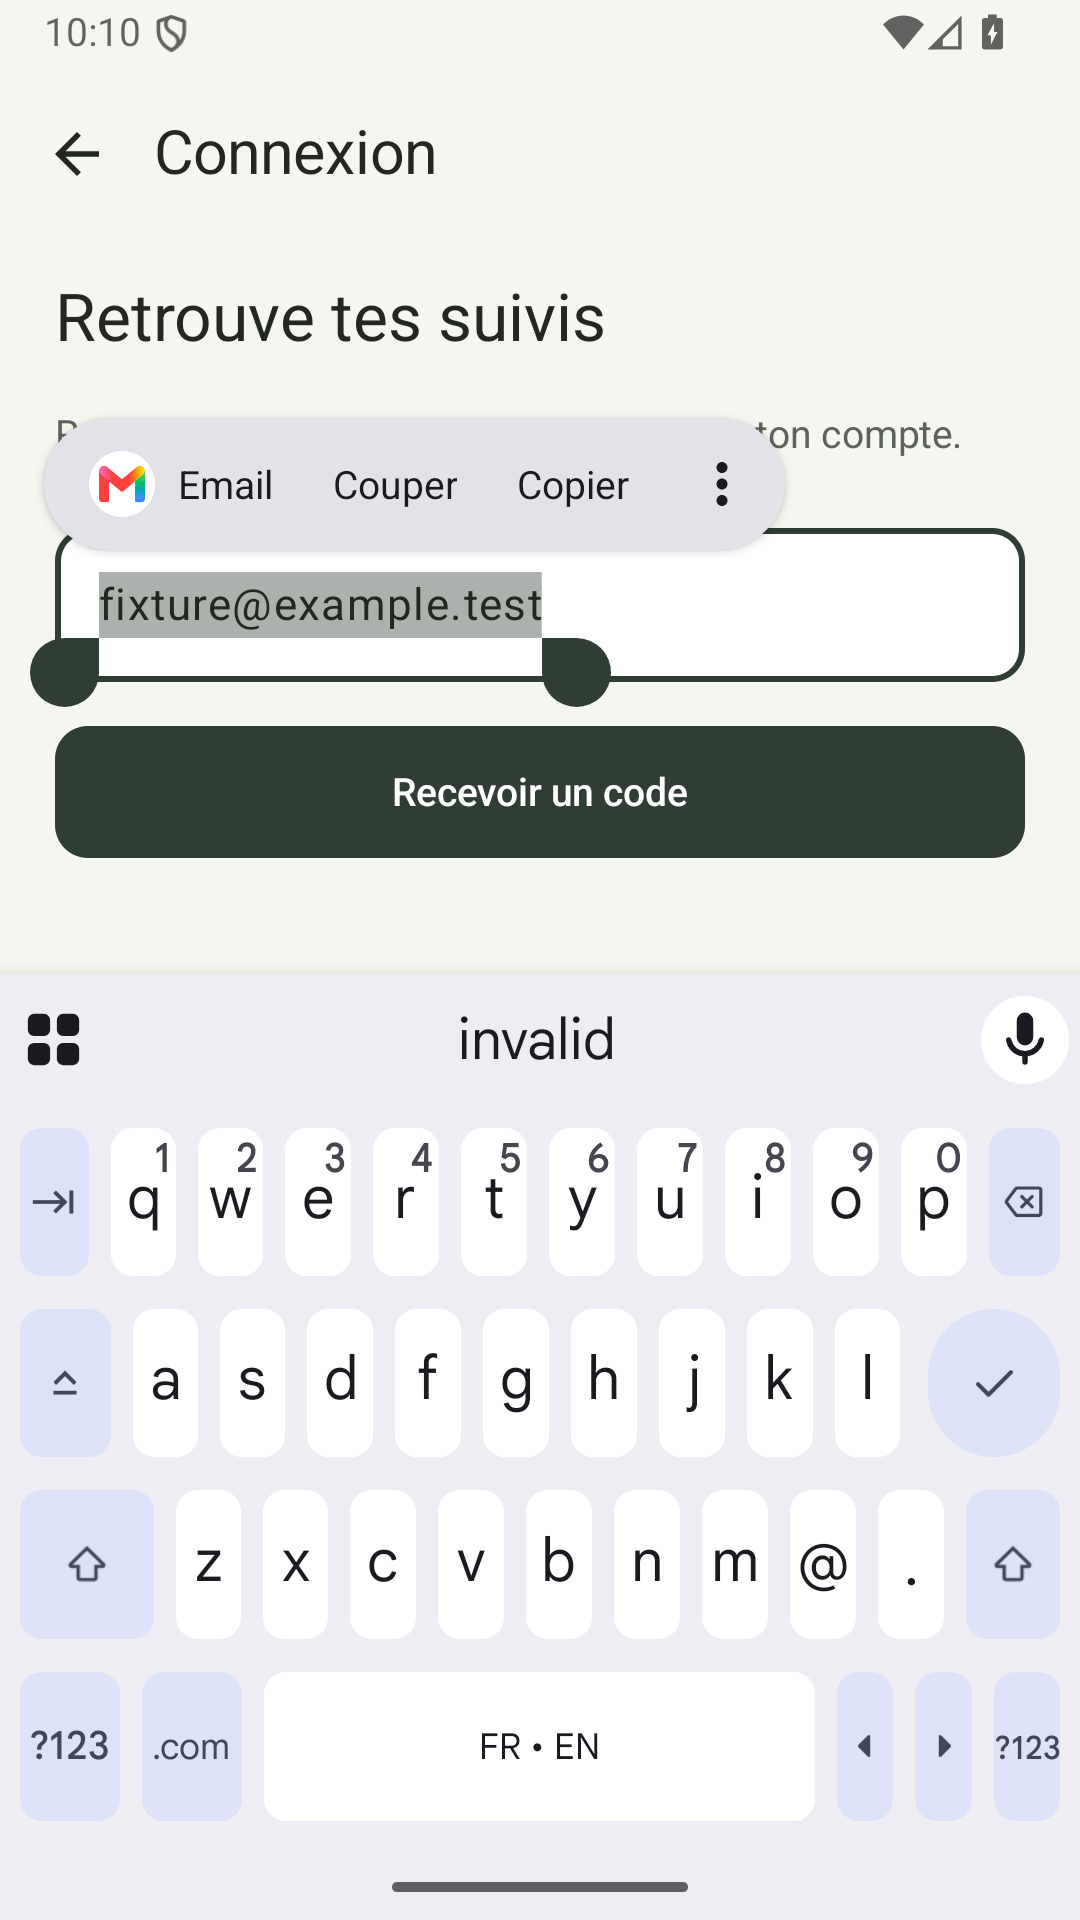 10:10
Connexion
Retrouve tes suivis
ton compte.
Email Couper Copier
fixture@example.test
Recevoir un code
invalid
1 2 3 4 5 6 7 8 9 0
q w e r t y u i o p
a s d f g h j k l
z x c v b n m @ .
?123 .com FR • EN ?123